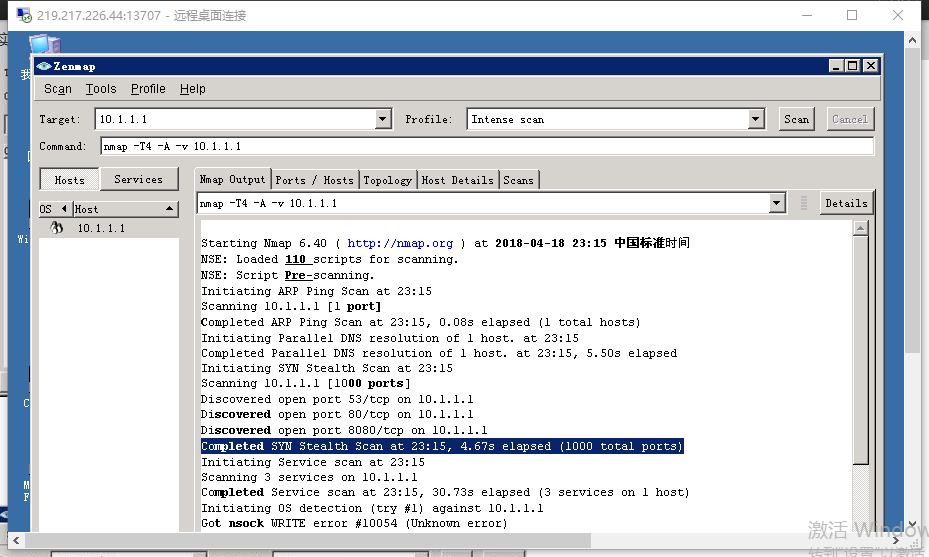 219.217.226.44:13707 - 远程桌面连接
Zenmap
Scan Tools Profile Help
Target: 10.1.1.1 Profile: Intense scan Scan Cancel
Command: nmap -T4 -A -v 10.1.1.1
Hosts Services
Nmap Output Ports / Hosts Topology Host Details Scans
OS Host
10.1.1.1
nmap -T4 -A -v 10.1.1.1 Details
Starting Nmap 6.40 ( http://nmap.org ) at 2018-04-18 23:15 中国标准时间
NSE: Loaded 110 scripts for scanning.
NSE: Script Pre-scanning.
Initiating ARP Ping Scan at 23:15
Scanning 10.1.1.1 [1 port]
Completed ARP Ping Scan at 23:15, 0.08s elapsed (1 total hosts)
Initiating Parallel DNS resolution of 1 host. at 23:15
Completed Parallel DNS resolution of 1 host. at 23:15, 5.50s elapsed
Initiating SYN Stealth Scan at 23:15
Scanning 10.1.1.1 [1000 ports]
Discovered open port 53/tcp on 10.1.1.1
Discovered open port 80/tcp on 10.1.1.1
Discovered open port 8080/tcp on 10.1.1.1
Completed SYN Stealth Scan at 23:15, 4.67s elapsed (1000 total ports)
Initiating Service scan at 23:15
Scanning 3 services on 10.1.1.1
Completed Service scan at 23:15, 30.73s elapsed (3 services on 1 host)
Initiating OS detection (try #1) against 10.1.1.1
Got nsock WRITE error #10054 (Unknown error)
激活 Window
转到"设置"以激活